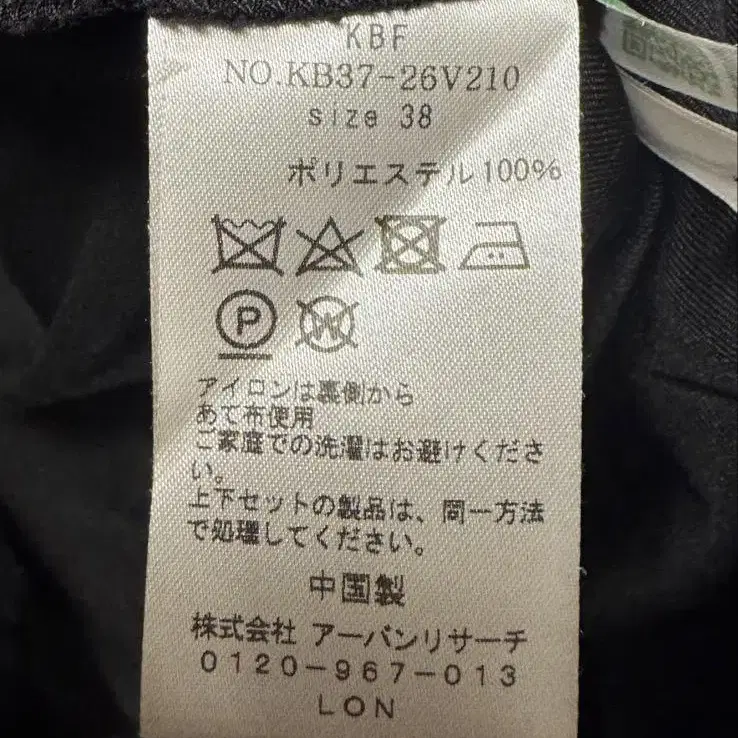 KBF
NO.KB37-26V210
size 38
ポリエステル100%
P
W
アイロンは裏側から
あて布使用
ご家庭での洗濯はお避けくださ
い。
上下セットの製品は、同一方法
で処理してください。
中国製
株式会社 アーバンリサーチ
0120-967-013
LON